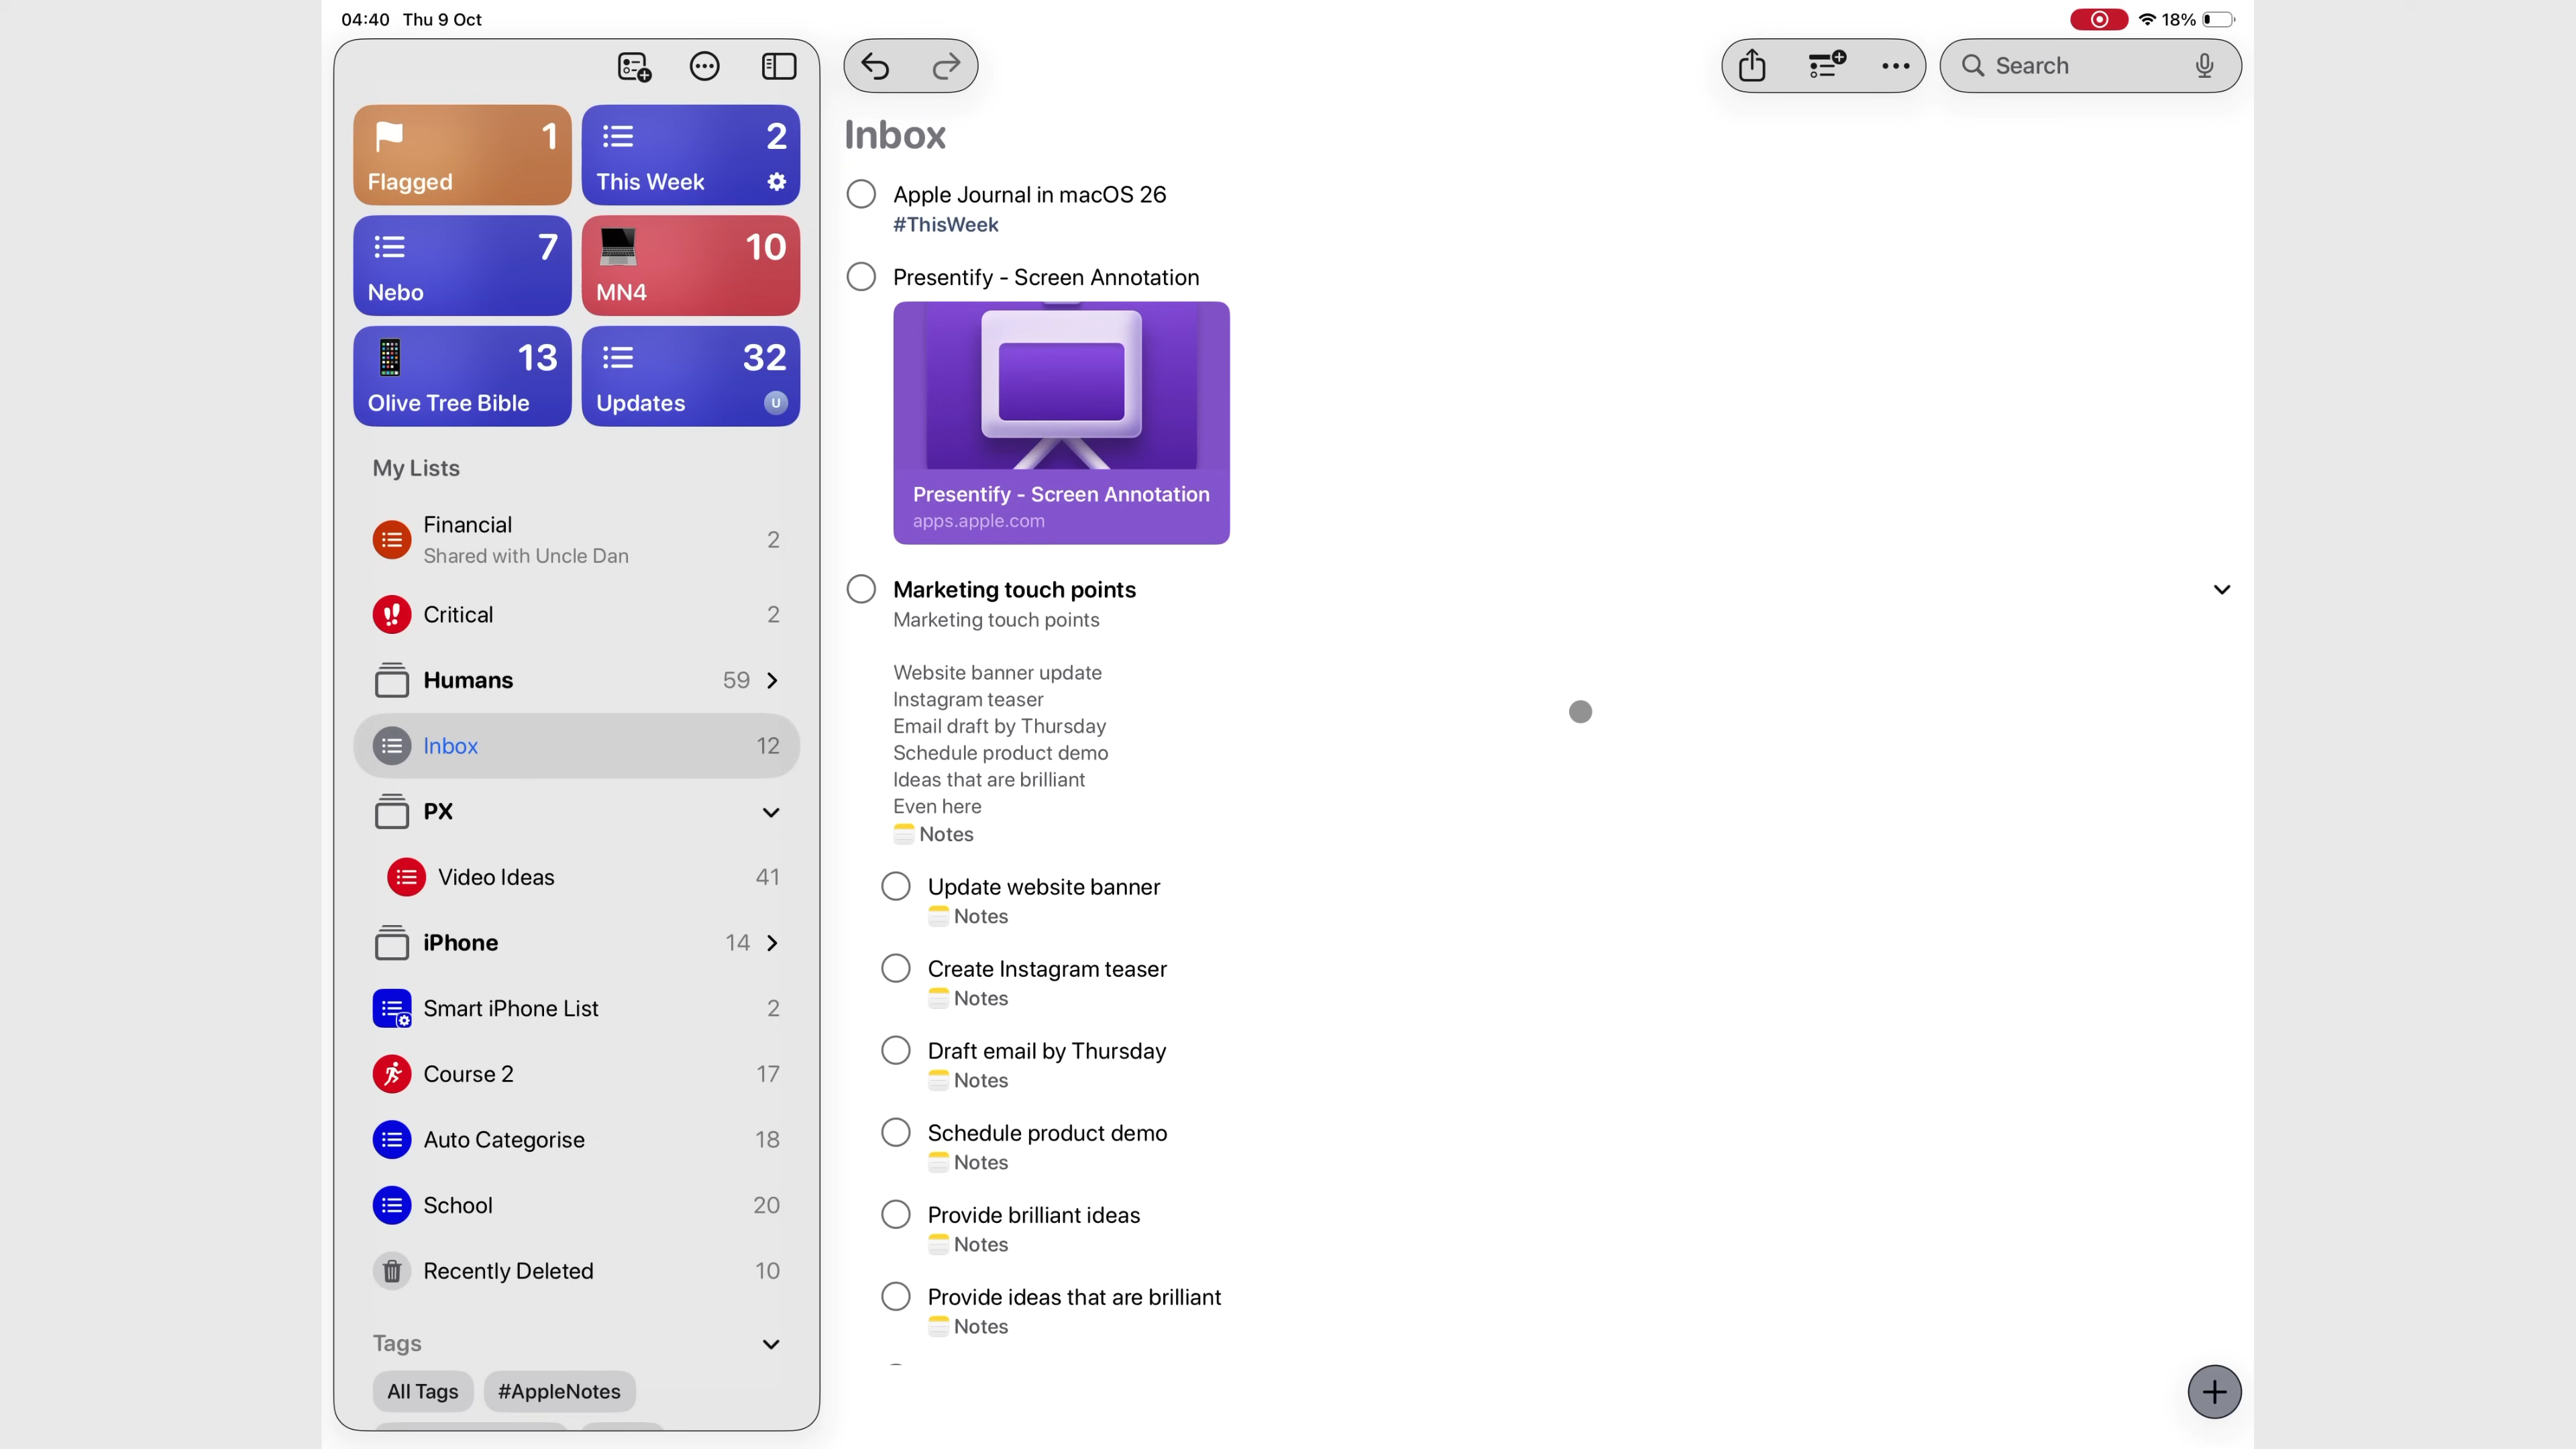 04:40 Thu 9 Oct
18%
1
Flagged
2
This Week
7
Nebo
10
MN4
13
Olive Tree Bible
32
Updates
U
My Lists
Financial
Shared with Uncle Dan
2
Critical
2
Humans
59
Inbox
12
PX
Video Ideas
41
iPhone
14
Smart iPhone List
2
Course 2
17
Auto Categorise
18
School
20
Recently Deleted
10
Tags
All Tags
#AppleNotes
Search
Inbox
Apple Journal in macOS 26
#ThisWeek
Presentify - Screen Annotation
Presentify - Screen Annotation
apps.apple.com
Marketing touch points
Marketing touch points
Website banner update
Instagram teaser
Email draft by Thursday
Schedule product demo
Ideas that are brilliant
Even here
Notes
Update website banner
Notes
Create Instagram teaser
Notes
Draft email by Thursday
Notes
Schedule product demo
Notes
Provide brilliant ideas
Notes
Provide ideas that are brilliant
Notes